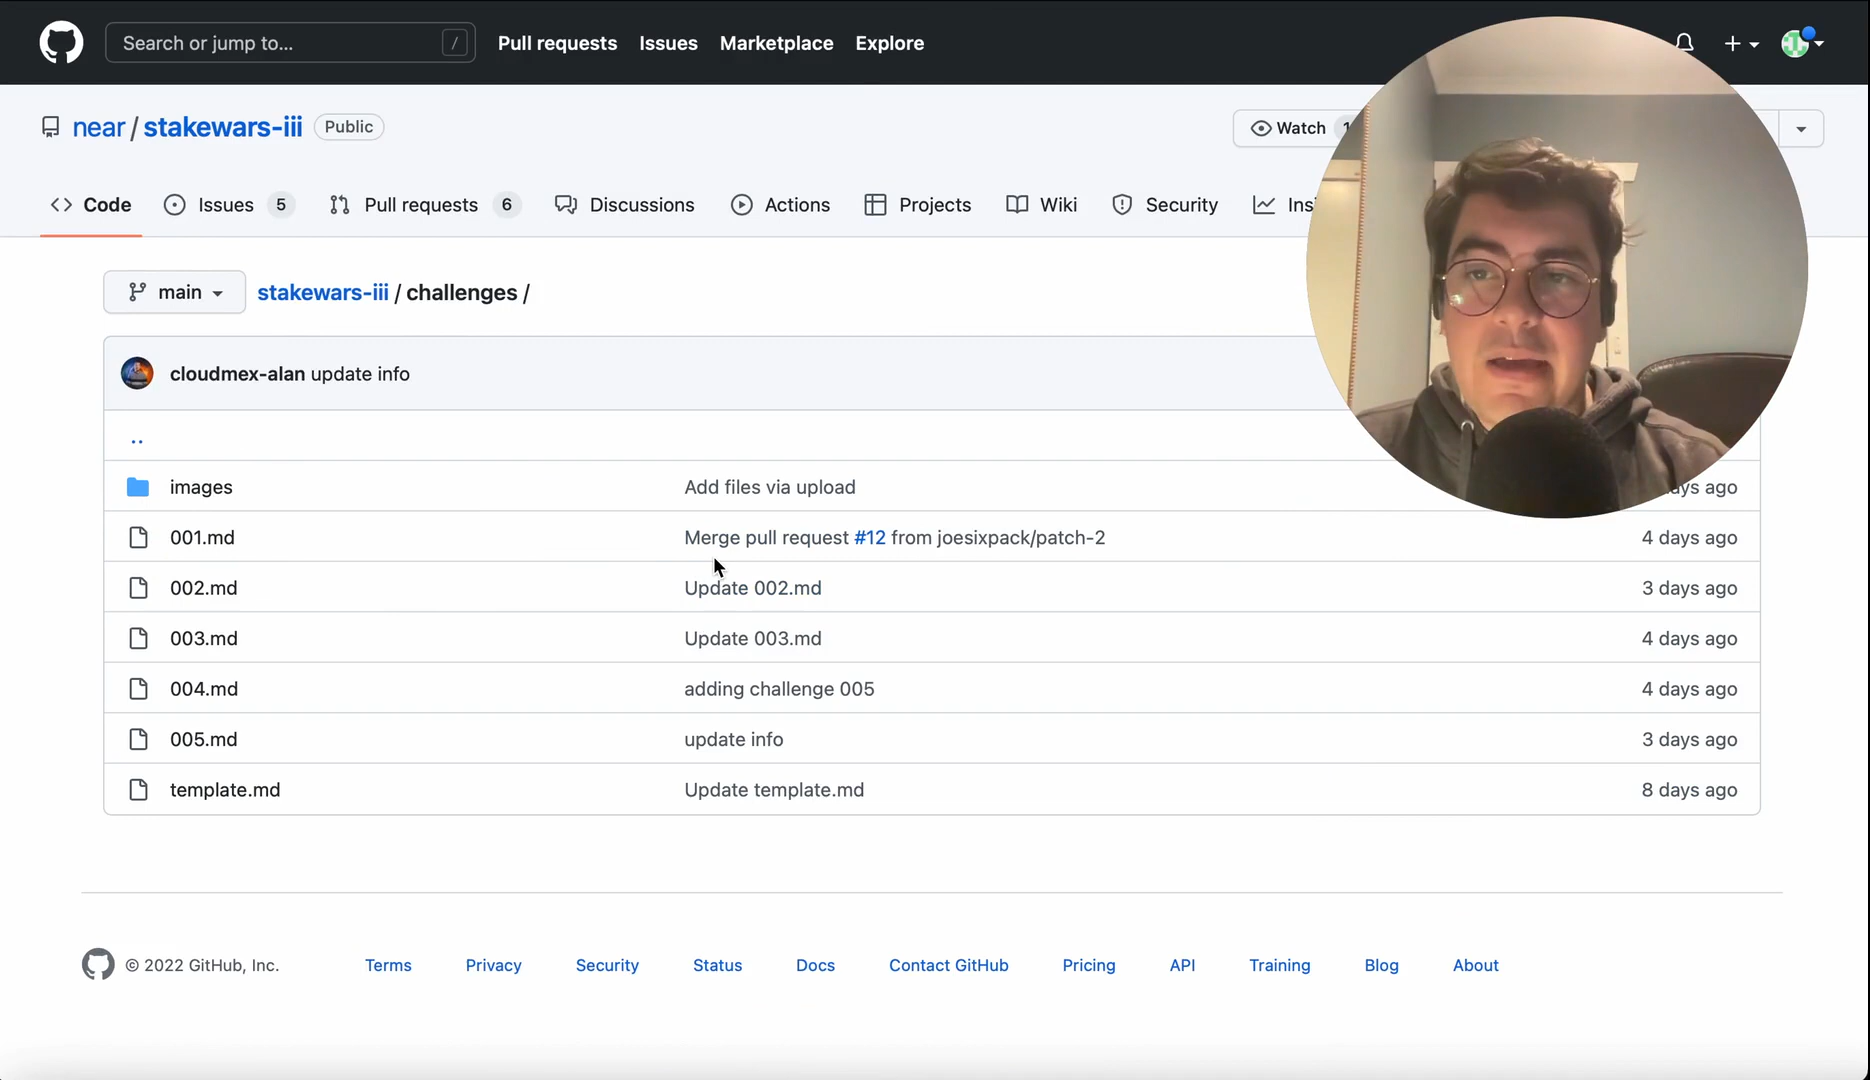 Search or jump to... / Pull requests Issues Marketplace Explore
near / stakewars-iii Public Watch
Code Issues 5 Pull requests 6 Discussions Actions Projects Wiki Security
main stakewars-iii / challenges /
cloudmex-alan update info
..
images Add files via upload ago
001.md Merge pull request #12 from joesixpack/patch-2 4 days ago
002.md Update 002.md 3 days ago
003.md Update 003.md 4 days ago
004.md adding challenge 005 4 days ago
005.md update info 3 days ago
template.md Update template.md 8 days ago
© 2022 GitHub, Inc. Terms Privacy Security Status Docs Contact GitHub Pricing API Training Blog About